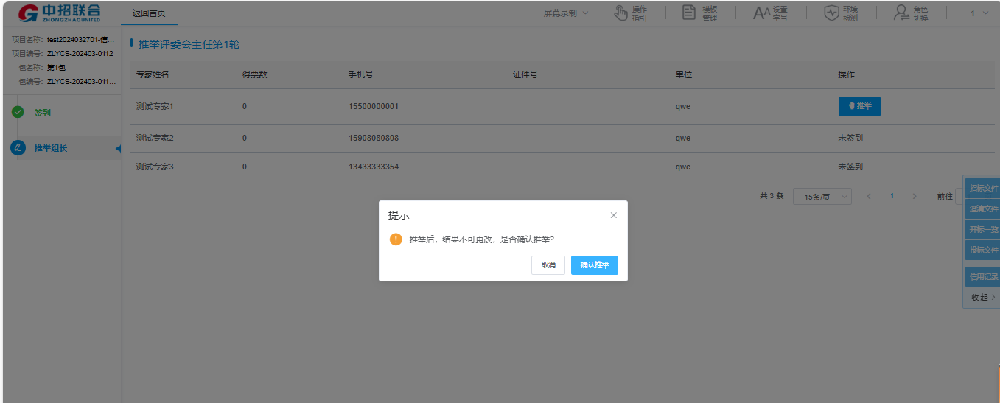 中招联合
ZHONGZHAOUNITED
返回首页
屏幕录制
操作
指引
模板
管理
设置
字号
环境
检测
角色
切换
1
项目名称: test2024032701-信...
项目编号: ZLYCS-202403-0112
包名称: 第1包
包编号: ZLYCS-202403-011...
签到
推举组长
推举评委会主任第1轮
专家姓名 得票数 手机号 证件号 单位 操作
测试专家1 0 15500000001 qwe 推举
测试专家2 0 15908080808 qwe 未签到
测试专家3 0 13433333354 qwe 未签到
共 3 条 15条/页 1 前往
招标文件
澄清文件
开标一览
投标文件
信用记录
收起
提示
推举后，结果不可更改，是否确认推举？
取消 确认推举